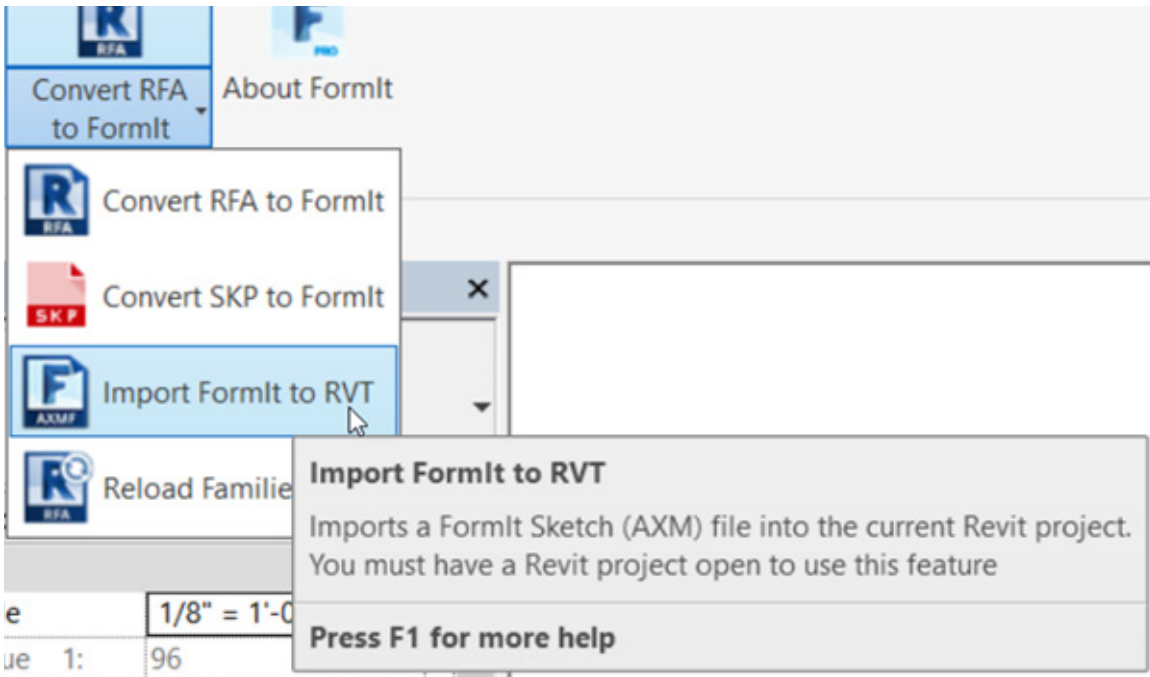 RFA
PRO
Convert RFA
to FormIt
About FormIt
RFA
Convert RFA to FormIt
SKP
Convert SKP to FormIt
AXMF
Import FormIt to RVT
RFA
Reload Familie
Import FormIt to RVT
Imports a FormIt Sketch (AXM) file into the current Revit project.
You must have a Revit project open to use this feature
Press F1 for more help
e
1/8" = 1'-0
ue 1:
96